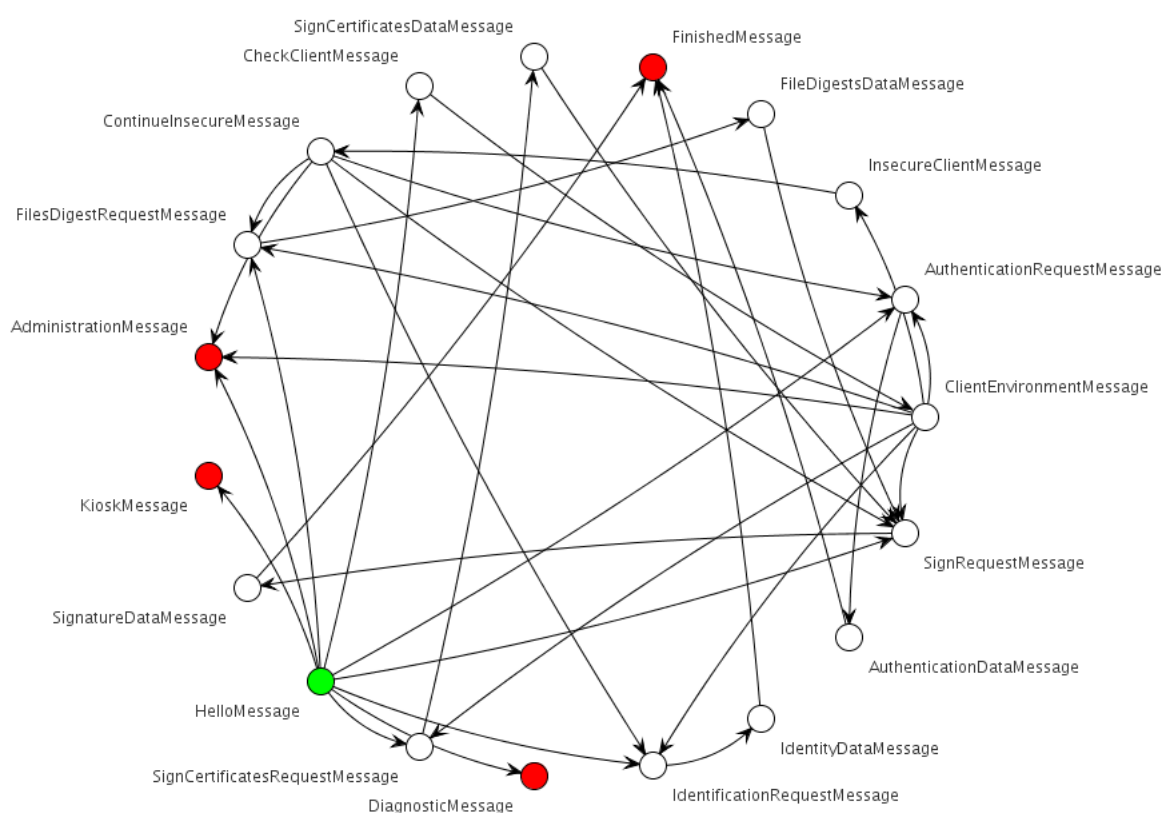 SignCertificatesDataMessage
FinishedMessage
CheckClientMessage
FileDigestsDataMessage
ContinueInsecureMessage
InsecureClientMessage
FilesDigestRequestMessage
AuthenticationRequestMessage
AdministrationMessage
ClientEnvironmentMessage
KioskMessage
SignRequestMessage
SignatureDataMessage
AuthenticationDataMessage
HelloMessage
IdentityDataMessage
SignCertificatesRequestMessage
IdentificationRequestMessage
DiagnosticMessage